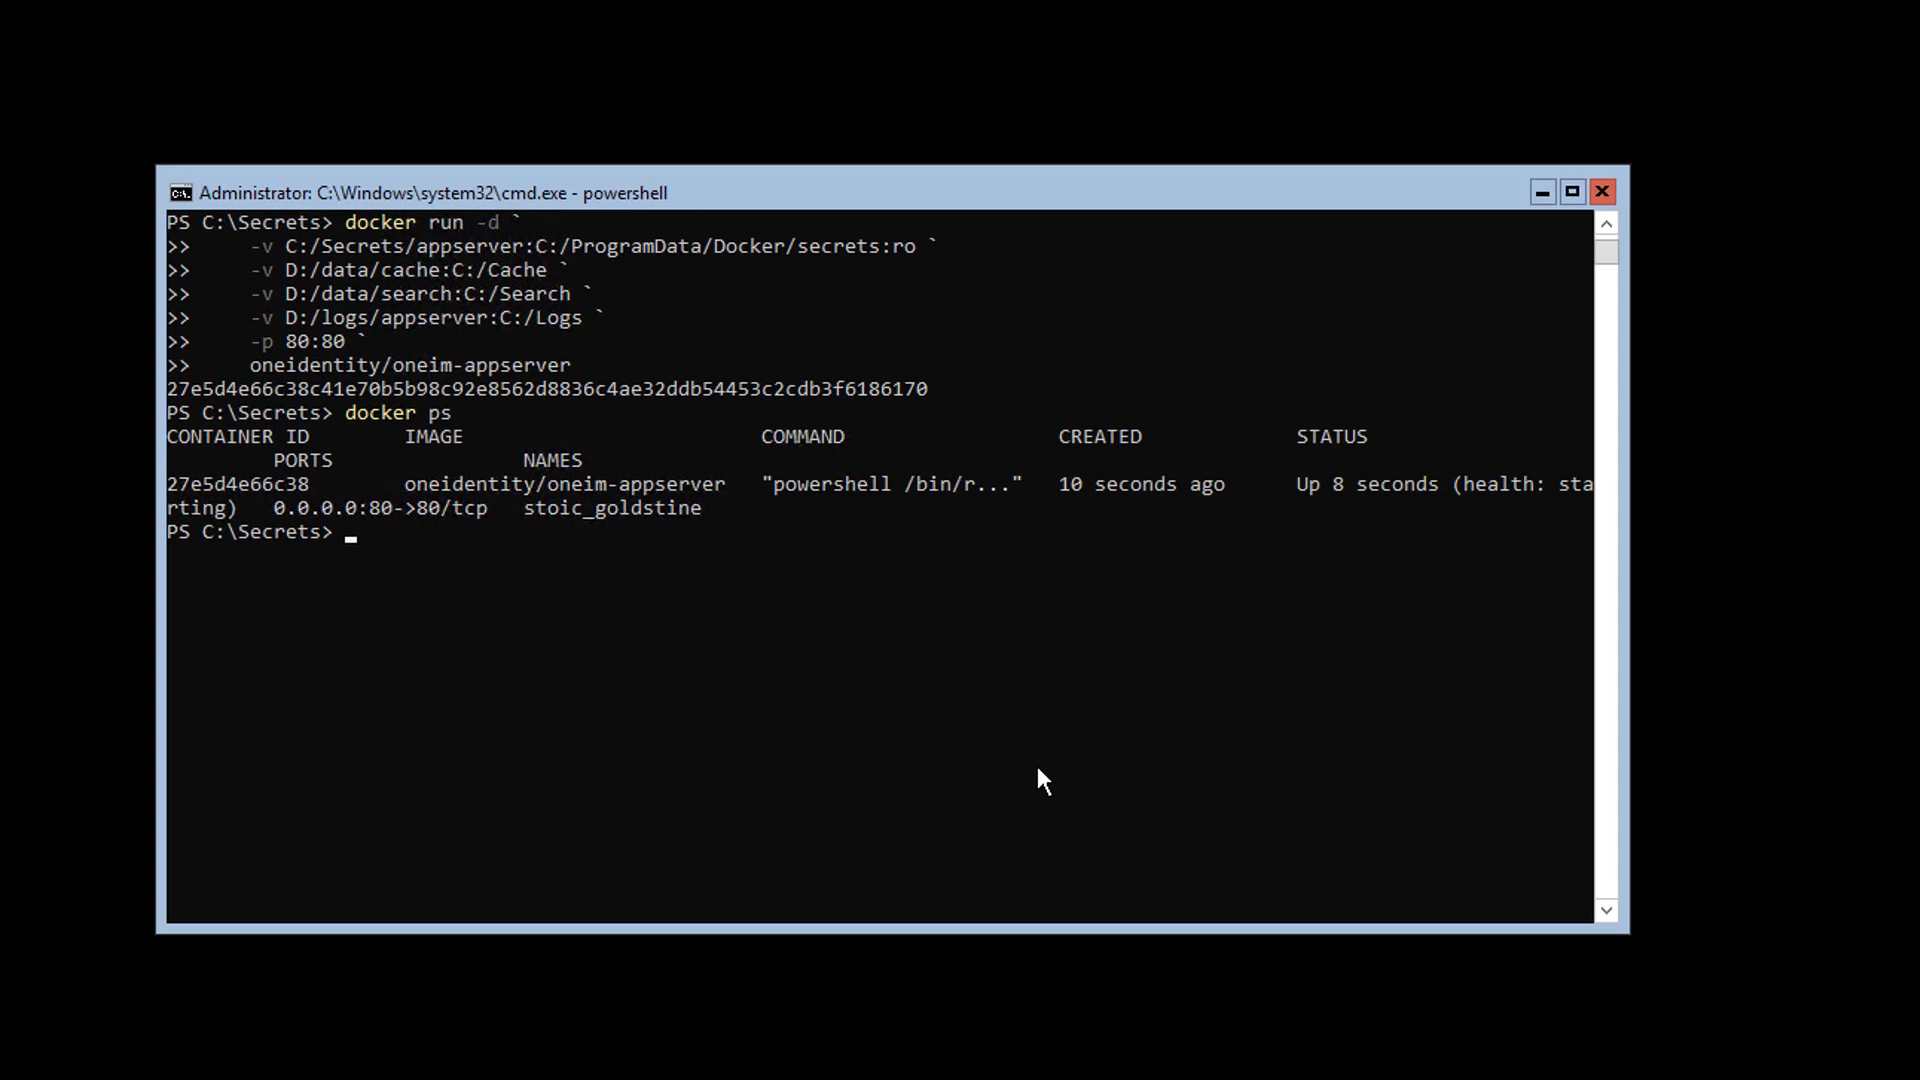 Administrator: C:\Windows\system32\cmd.exe - powershell
PS C:\Secrets> docker run -d `
>>     -v C:/Secrets/appserver:C:/ProgramData/Docker/secrets:ro `
>>     -v D:/data/cache:C:/Cache `
>>     -v D:/data/search:C:/Search `
>>     -v D:/logs/appserver:C:/Logs `
>>     -p 80:80 `
>>     oneidentity/oneim-appserver
27e5d4e66c38c41e70b5b98c92e8562d8836c4ae32ddb54453c2cdb3f6186170
PS C:\Secrets> docker ps
CONTAINER ID        IMAGE                         COMMAND                  CREATED             STATUS
         PORTS                NAMES
27e5d4e66c38        oneidentity/oneim-appserver   "powershell /bin/r..."   10 seconds ago      Up 8 seconds (health: sta
rting)   0.0.0.0:80->80/tcp   stoic_goldstine
PS C:\Secrets>